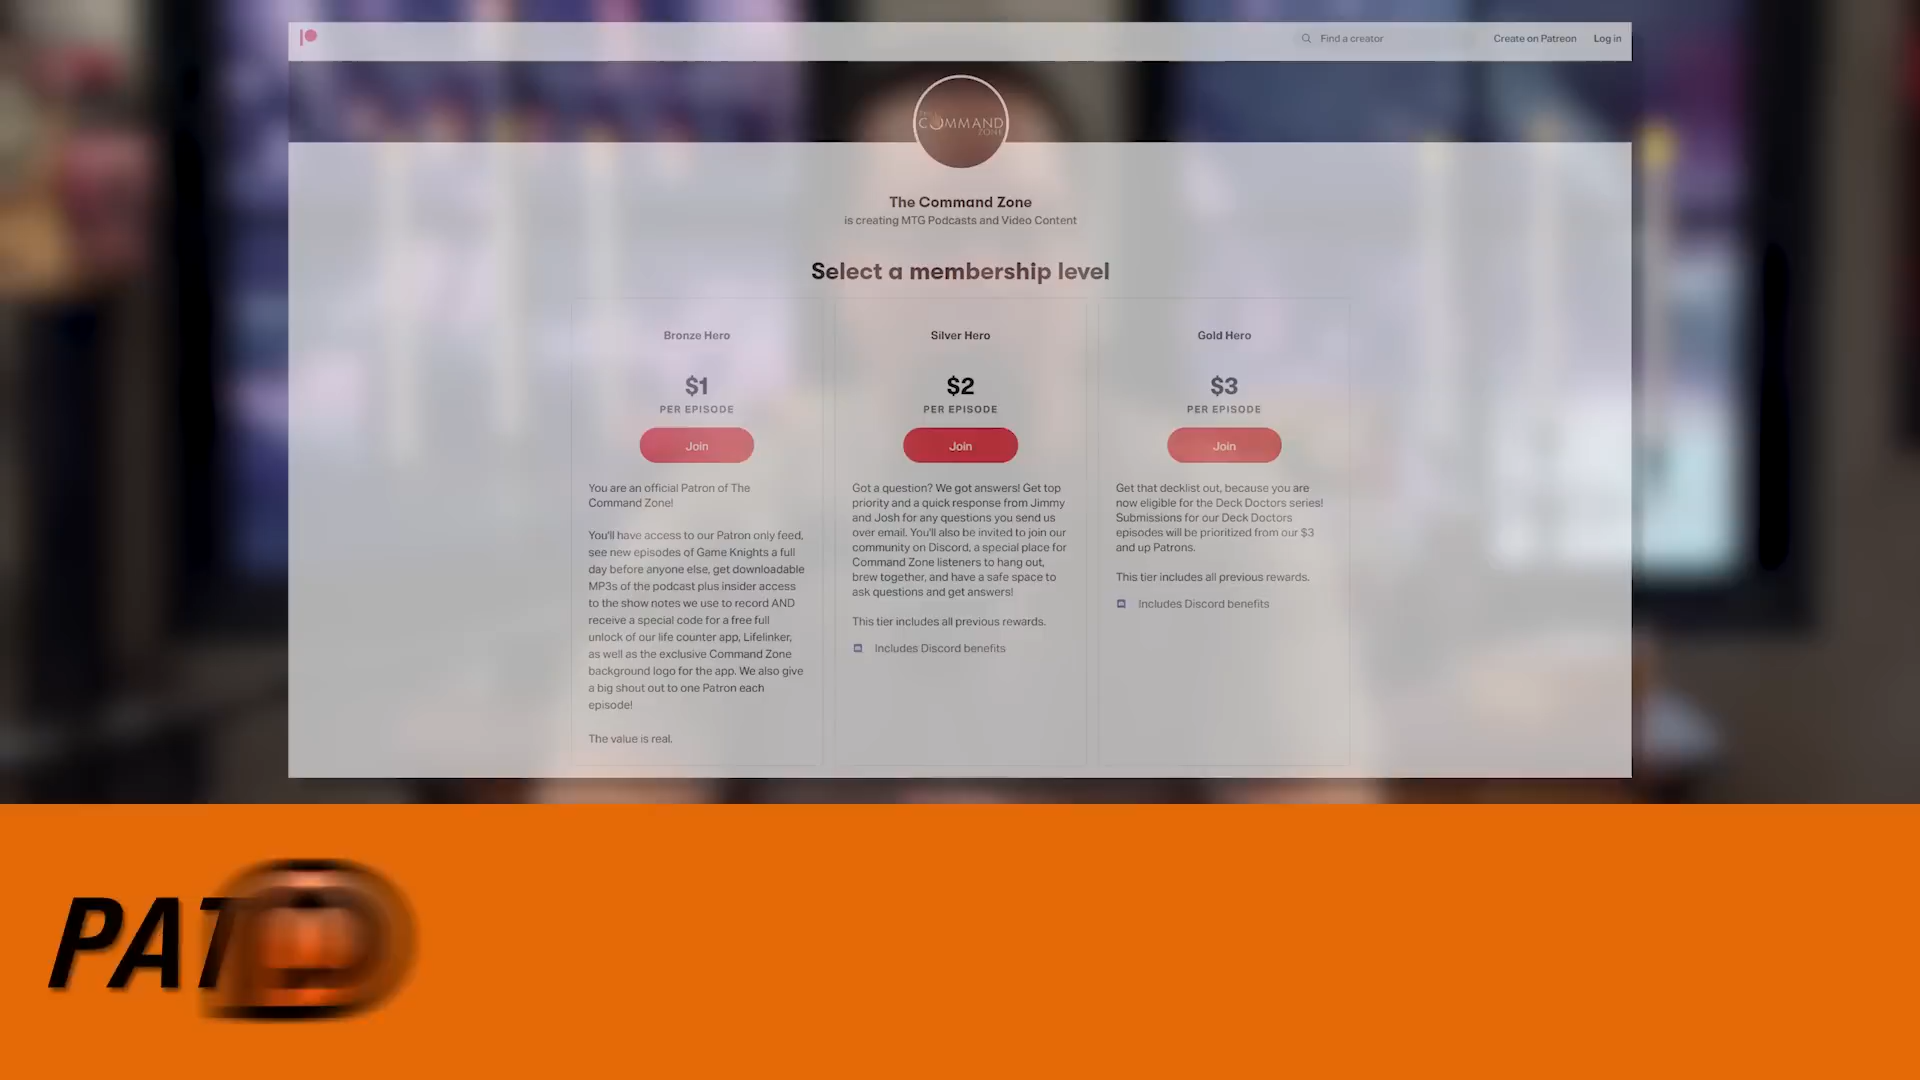 Find a creator
Create on Patreon
Log in
COMMAND
ZONE
The Command Zone
is creating MTG Podcasts and Video Content
Select a membership level
Bronze Hero
$1
PER EPISODE
Join
You are an official Patron of The
Command Zone!
You'll have access to our Patron only feed,
see new episodes of Game Knights a full
day before anyone else, get downloadable
MP3s of the podcast plus insider access
to the show notes we use to record AND
receive a special code for a free full
unlock of our life counter app, Lifelinker,
as well as the exclusive Command Zone
background logo for the app. We also give
a big shout out to one Patron each
episode!
The value is real.
Silver Hero
$2
PER EPISODE
Join
Got a question? We got answers! Get top
priority and a quick response from Jimmy
and Josh for any questions you send us
over email. You'll also be invited to join our
community on Discord, a special place for
Command Zone listeners to hang out,
brew together, and have a safe space to
ask questions and get answers!
This tier includes all previous rewards.
Includes Discord benefits
Gold Hero
$3
PER EPISODE
Join
Get that decklist out, because you are
now eligible for the Deck Doctors series!
Submissions for our Deck Doctors
episodes will be prioritized from our $3
and up Patrons.
This tier includes all previous rewards.
Includes Discord benefits
PAT